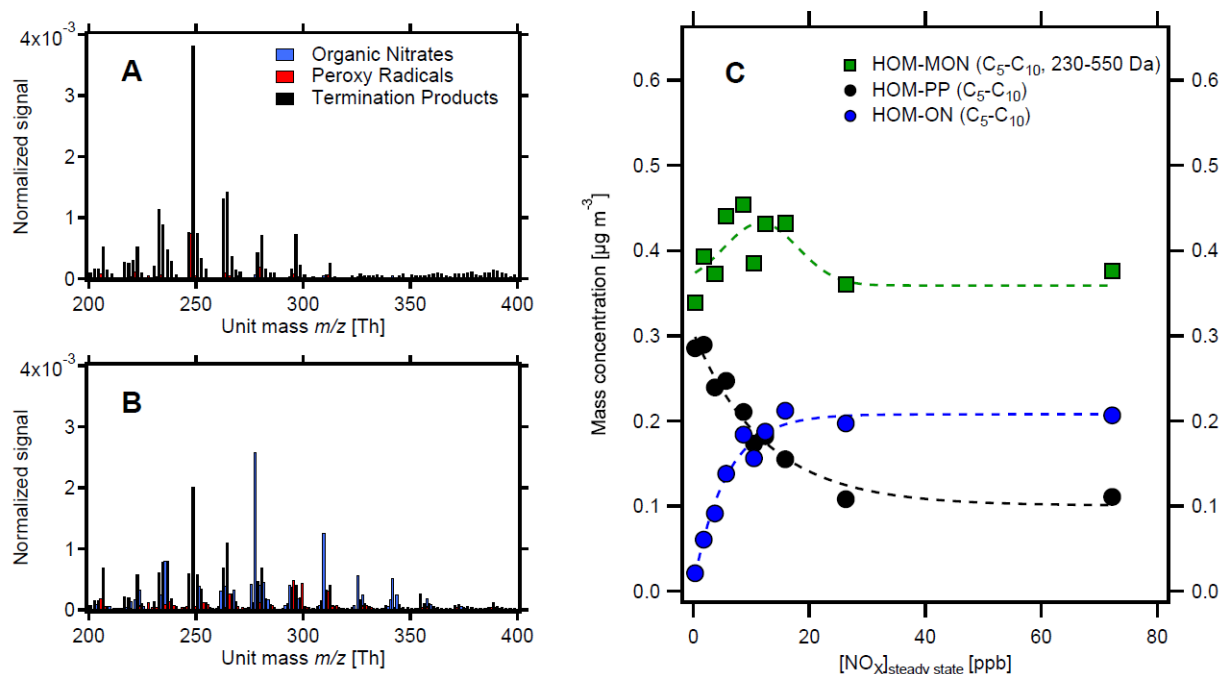 4x10⁻³
3
2
1
0
Normalized signal
A
Organic Nitrates
Peroxy Radicals
Termination Products
200
250
300
350
400
Unit mass m/z [Th]
4x10⁻³
3
2
1
0
Normalized signal
B
200
250
300
350
400
Unit mass m/z [Th]
C
HOM-MON (C₅-C₁₀, 230-550 Da)
HOM-PP (C₅-C₁₀)
HOM-ON (C₅-C₁₀)
0.6
0.5
0.4
0.3
0.2
0.1
0.0
Mass concentration [µg m⁻³]
0.6
0.5
0.4
0.3
0.2
0.1
0.0
0
20
40
60
80
[NOₓ]steady state [ppb]